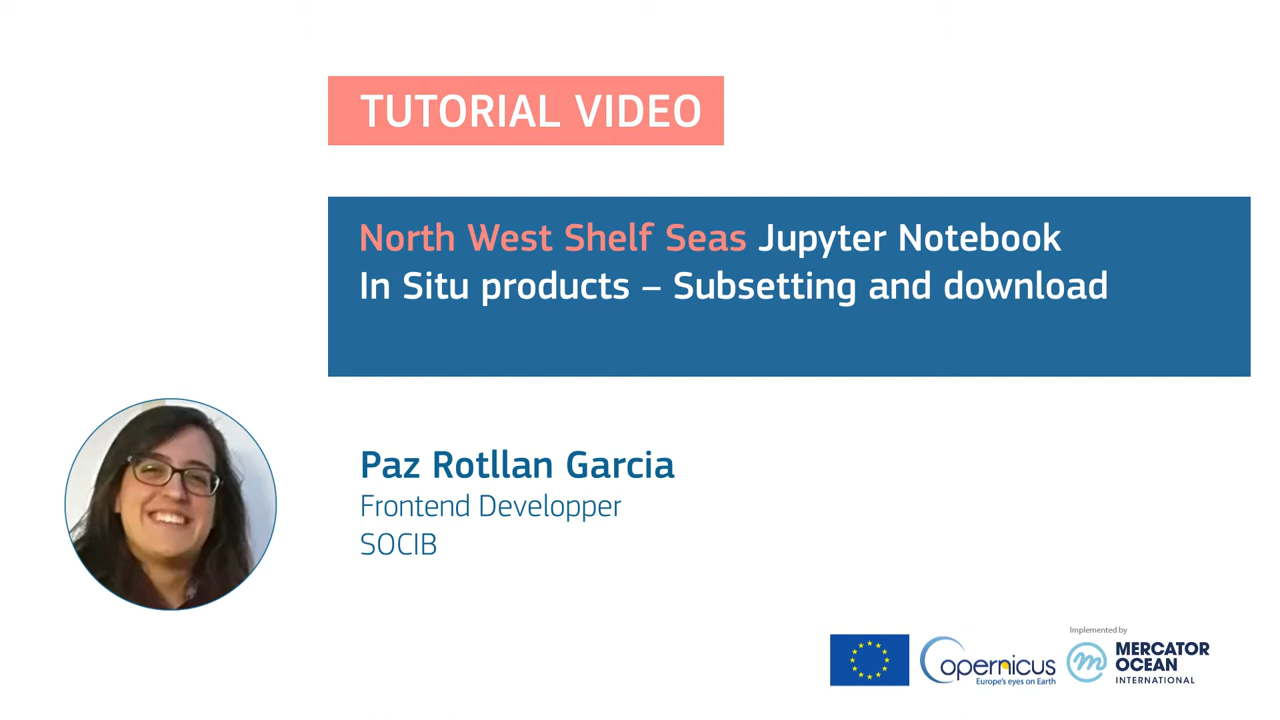 TUTORIAL VIDEO
North West Shelf Seas Jupyter Notebook
In Situ products – Subsetting and download
Paz Rotllan Garcia
Frontend Developper
SOCIB
Implemented by
opernicus
Europe's eyes on Earth
MERCATOR
OCEAN
INTERNATIONAL